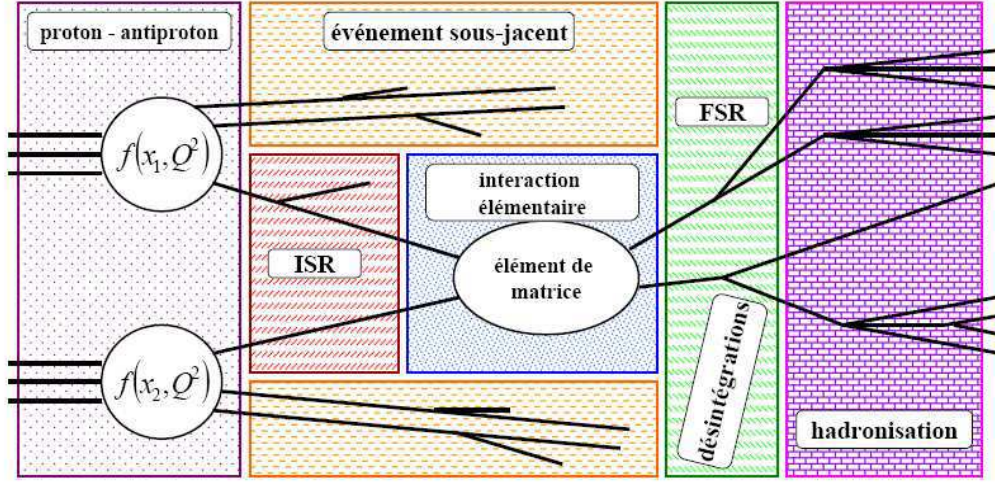 proton - antiproton
événement sous-jacent
f(x₁,Q²)
FSR
interaction
élémentaire
ISR
élément de
matrice
f(x₂,Q²)
désintégrations
hadronisation